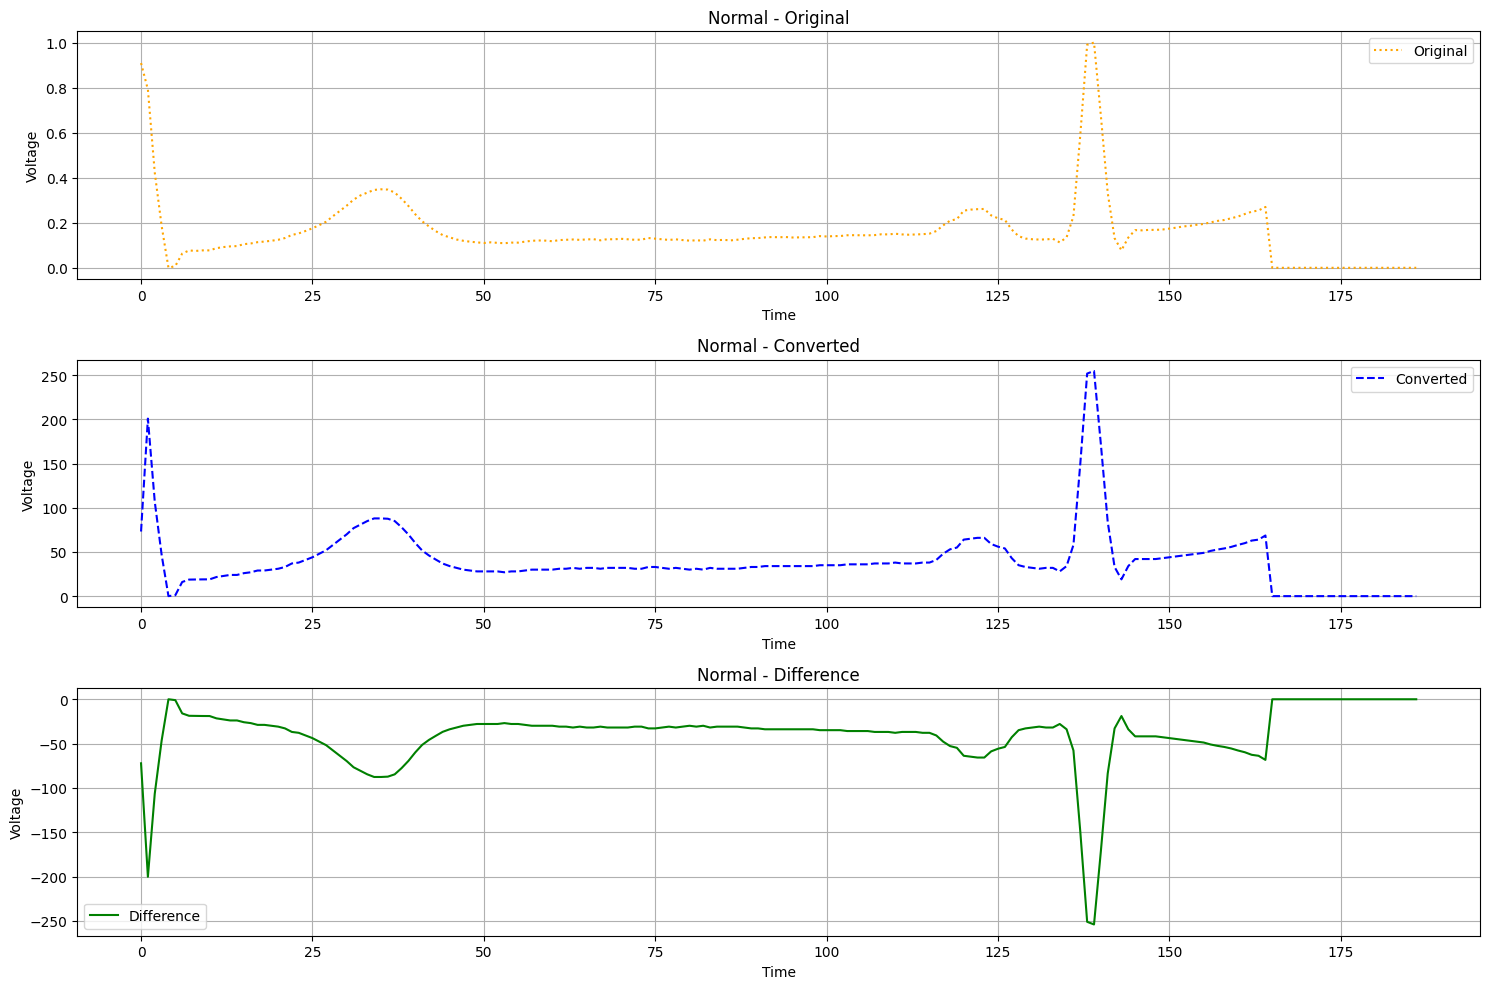 Normal - Original
1.0
0.8
0.6
0.4
0.2
0.0
Voltage
Original
0 25 50 75 100 125 150 175
Time
Normal - Converted
250
200
150
100
50
0
Voltage
Converted
0 25 50 75 100 125 150 175
Time
Normal - Difference
0
−50
−100
−150
−200
−250
Voltage
Difference
0 25 50 75 100 125 150 175
Time